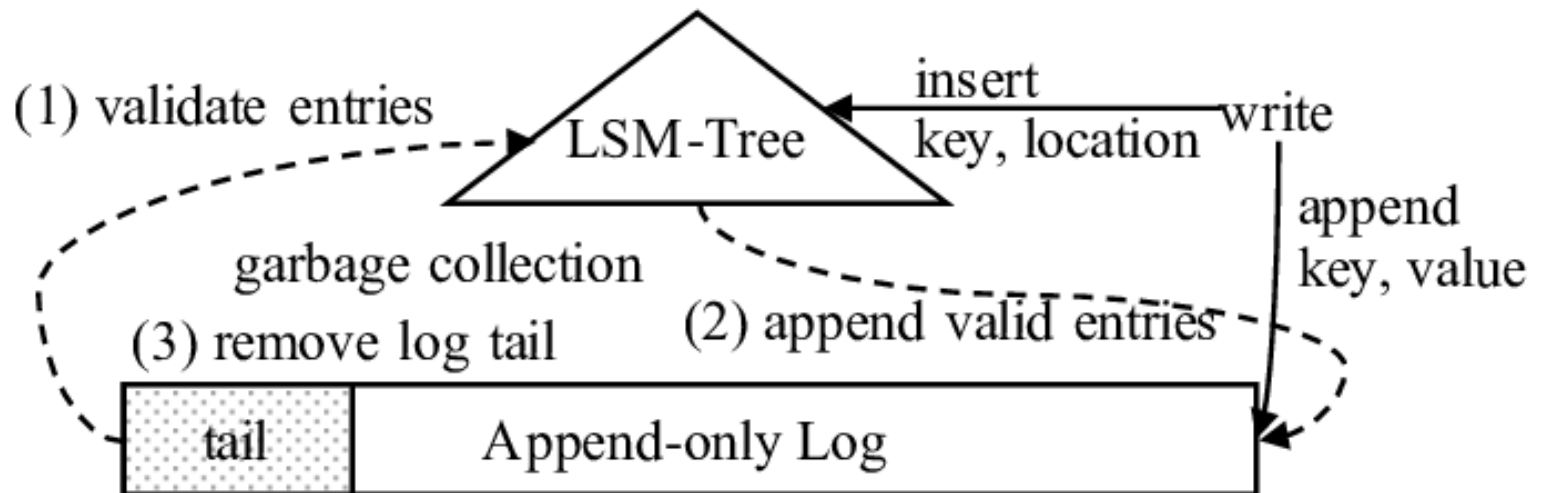 insert
(1) validate entries
write
LSM-Tree
key, location
append
garbage collection
key, value
(2) append valid entries
(3) remove log tail
tail
Append-only Log